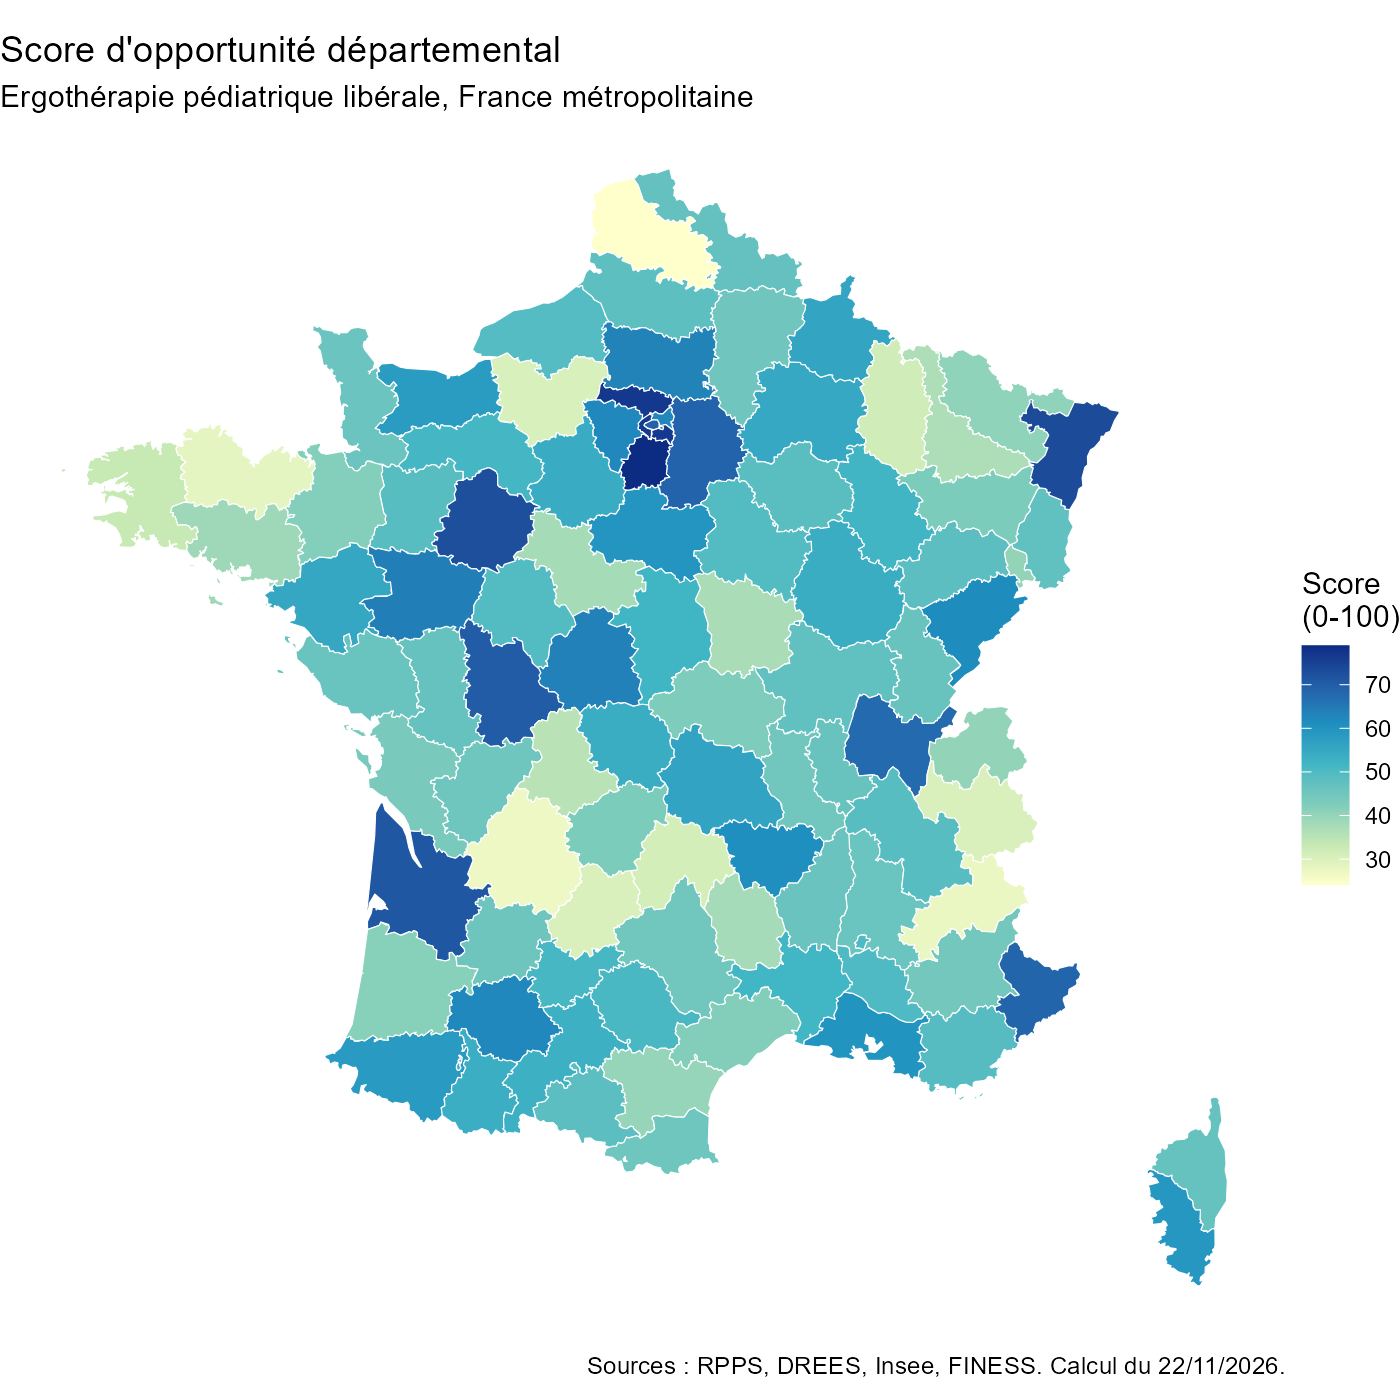 Score d'opportunité départemental
Ergothérapie pédiatrique libérale, France métropolitaine
Score
(0-100)
70
60
50
40
30
Sources : RPPS, DREES, Insee, FINESS. Calcul du 22/11/2026.